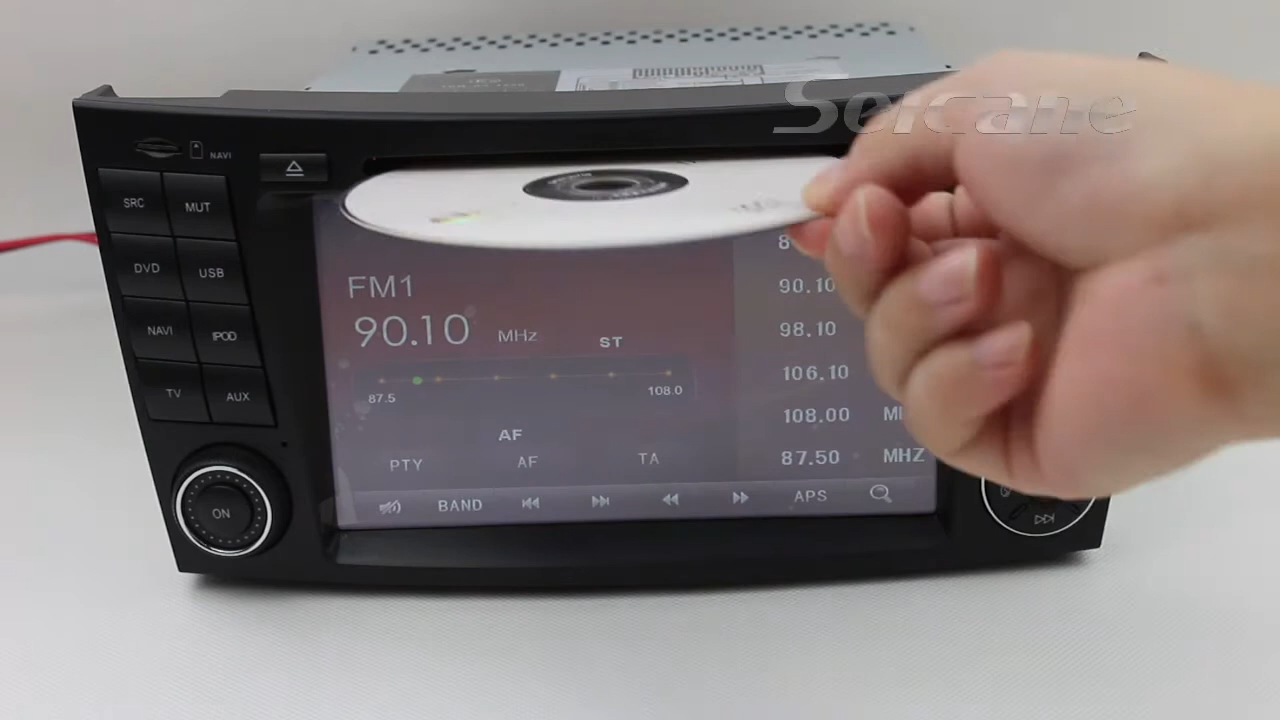 Seicane
NAVI
SRC MUT
DVD USB
NAVI IPOD
TV AUX
ON
FM1
90.10 MHz ST
87.5 108.0
AF
PTY AF TA
90.10
98.10
106.10
108.00
87.50 MHZ
BAND APS